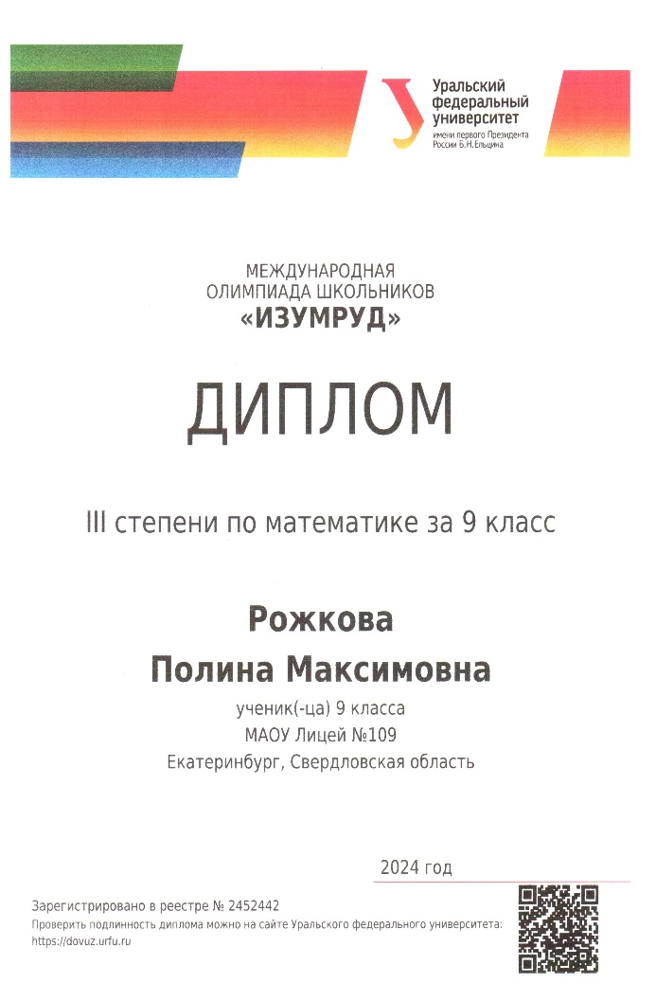 Уральский
федеральный
университет
имени первого Президента
России Б.Н.Ельцина
МЕЖДУНАРОДНАЯ
ОЛИМПИАДА ШКОЛЬНИКОВ
«ИЗУМРУД»
ДИПЛОМ
III степени по математике за 9 класс
Рожкова
Полина Максимовна
ученик(-ца) 9 класса
МАОУ Лицей №109
Екатеринбург, Свердловская область
2024 год
Зарегистрировано в реестре № 2452442
Проверить подлинность диплома можно на сайте Уральского федерального университета:
https://dovuz.urfu.ru